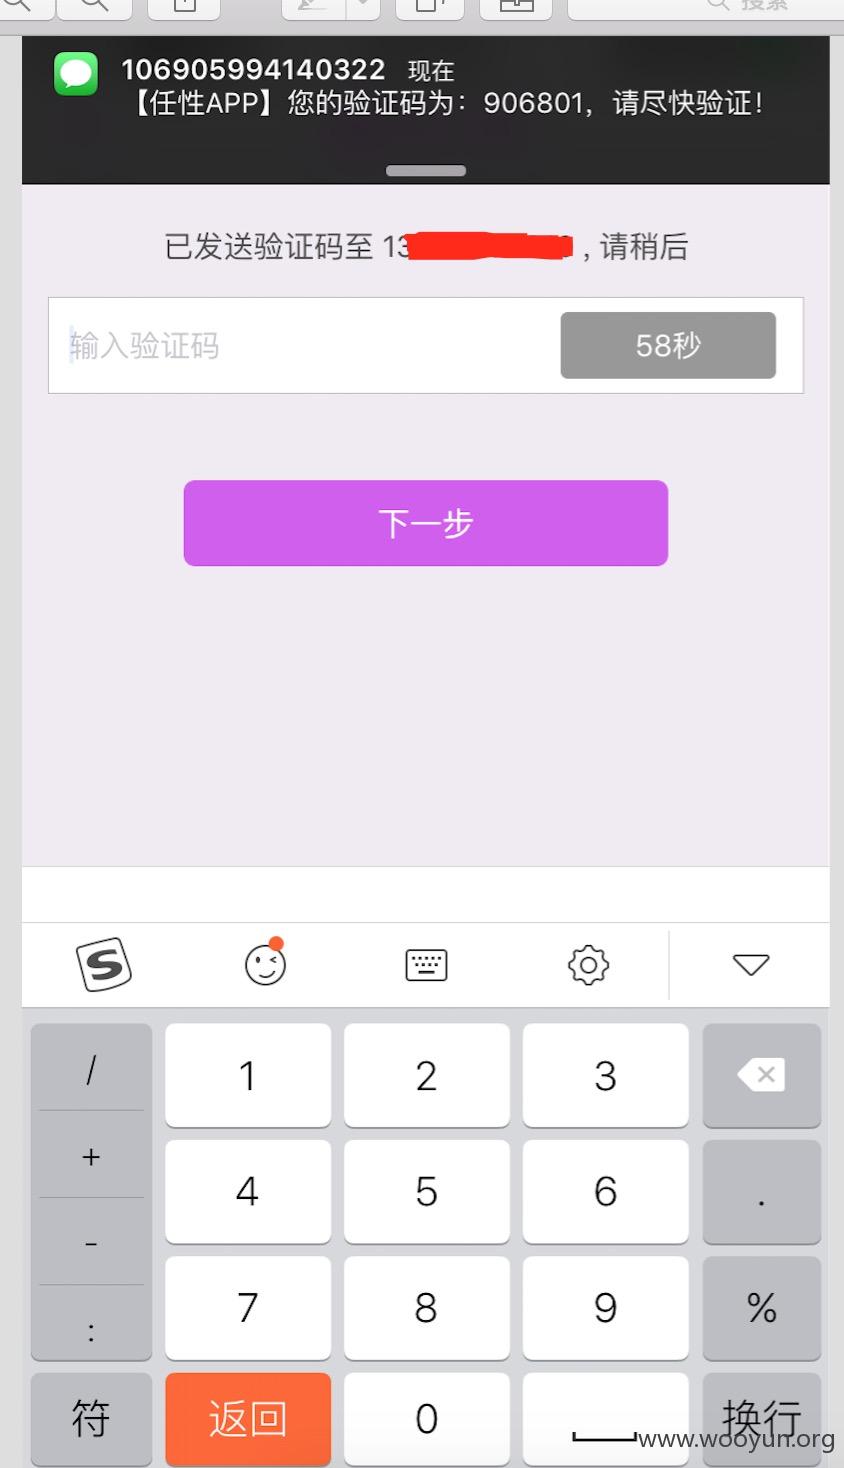 搜索
106905994140322 现在
【任性APP】您的验证码为：906801，请尽快验证！
已发送验证码至 13 ，请稍后
输入验证码 58秒
下一步
S
/ 1 2 3
+ 4 5 6 .
-
7 8 9 %
:
符 返回 0 换行
www.wooyun.org